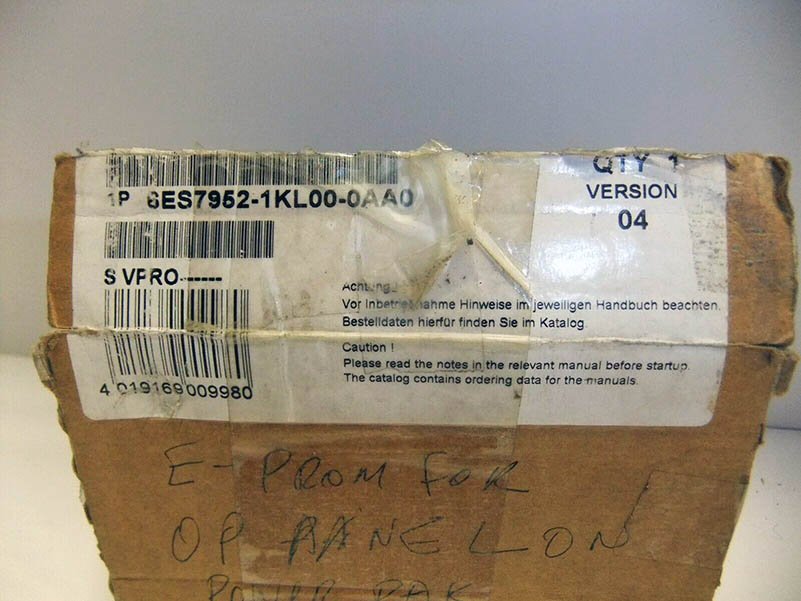 QTY 1
1P 6ES7952-1KL00-0AA0
VERSION
04
S VPRO------
Achtung!
Vor Inbetriebnahme Hinweise im jeweiligen Handbuch beachten.
Bestelldaten hierfür finden Sie im Katalog.
Caution !
Please read the notes in the relevant manual before startup.
The catalog contains ordering data for the manuals.
4 019169 009980
E-PROM FOR
OP PANEL ON
POWER PAK